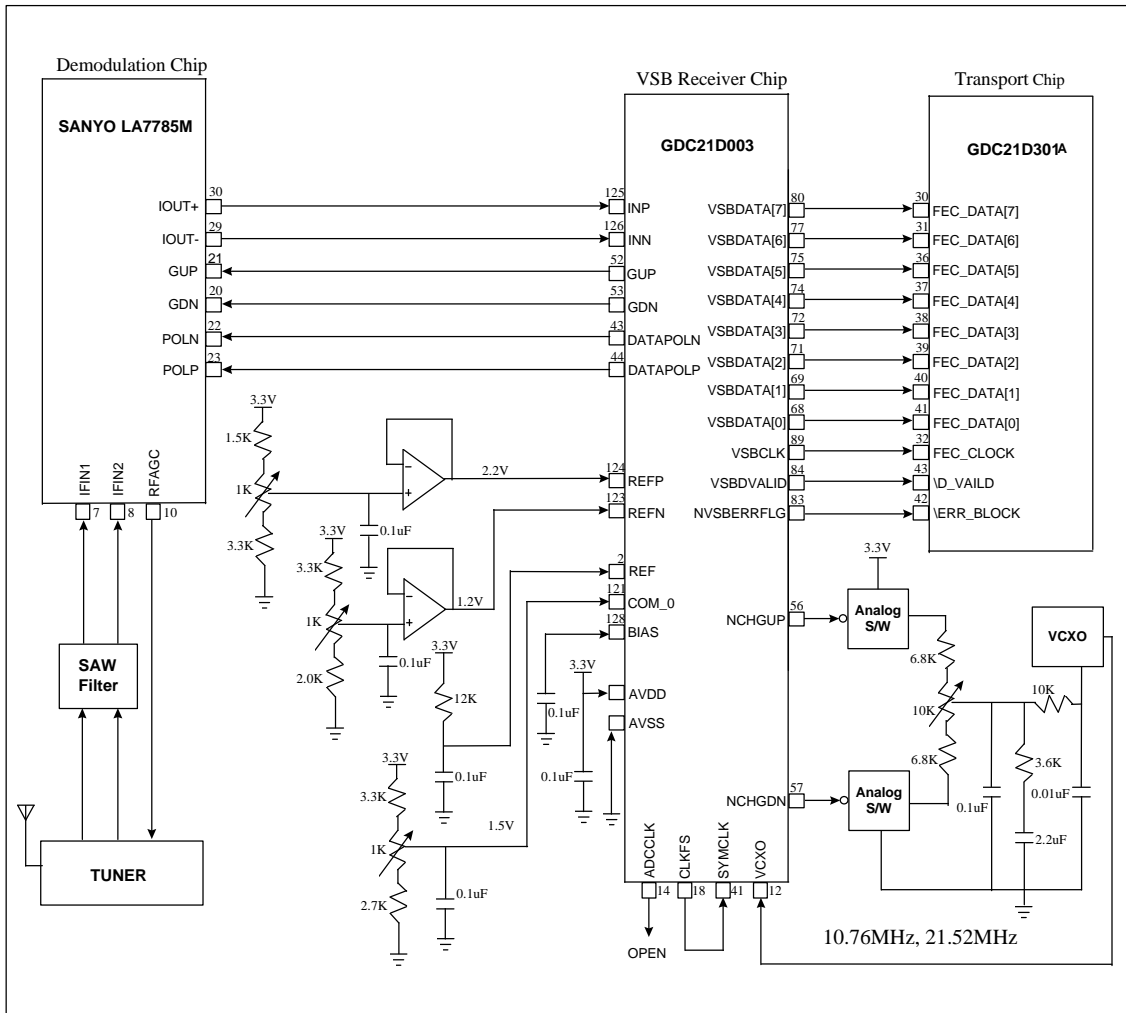 Demodulation Chip
VSB Receiver Chip
Transport Chip
SANYO LA7785M
GDC21D003
GDC21D301A
IOUT+
30
IOUT-
29
GUP
21
GDN
20
POLN
22
POLP
23
IFIN1
7
IFIN2
8
RFAGC
10
SAW
Filter
TUNER
125
INP
126
INN
52
GUP
53
GDN
43
DATAPOLN
44
DATAPOLP
124
REFP
123
REFN
2
REF
121
COM_0
128
BIAS
AVDD
AVSS
VSBDATA[7]
80
VSBDATA[6]
77
VSBDATA[5]
75
VSBDATA[4]
74
VSBDATA[3]
72
VSBDATA[2]
71
VSBDATA[1]
69
VSBDATA[0]
68
VSBCLK
89
VSBDVALID
84
NVSBERRFLG
83
NCHGUP
56
NCHGDN
57
ADCCLK
14
CLKFS
18
SYMCLK
41
VCXO
12
OPEN
30
FEC_DATA[7]
31
FEC_DATA[6]
36
FEC_DATA[5]
37
FEC_DATA[4]
38
FEC_DATA[3]
39
FEC_DATA[2]
40
FEC_DATA[1]
41
FEC_DATA[0]
32
FEC_CLOCK
43
\D_VAILD
42
\ERR_BLOCK
3.3V
1.5K
1K
3.3K
0.1uF
−
+
2.2V
3.3V
3.3K
1K
2.0K
0.1uF
−
+
1.2V
3.3V
12K
0.1uF
3.3V
3.3K
1K
2.7K
1.5V
0.1uF
0.1uF
3.3V
0.1uF
3.3V
Analog
S/W
Analog
S/W
6.8K
10K
6.8K
10K
3.6K
0.1uF
2.2uF
0.01uF
VCXO
10.76MHz, 21.52MHz